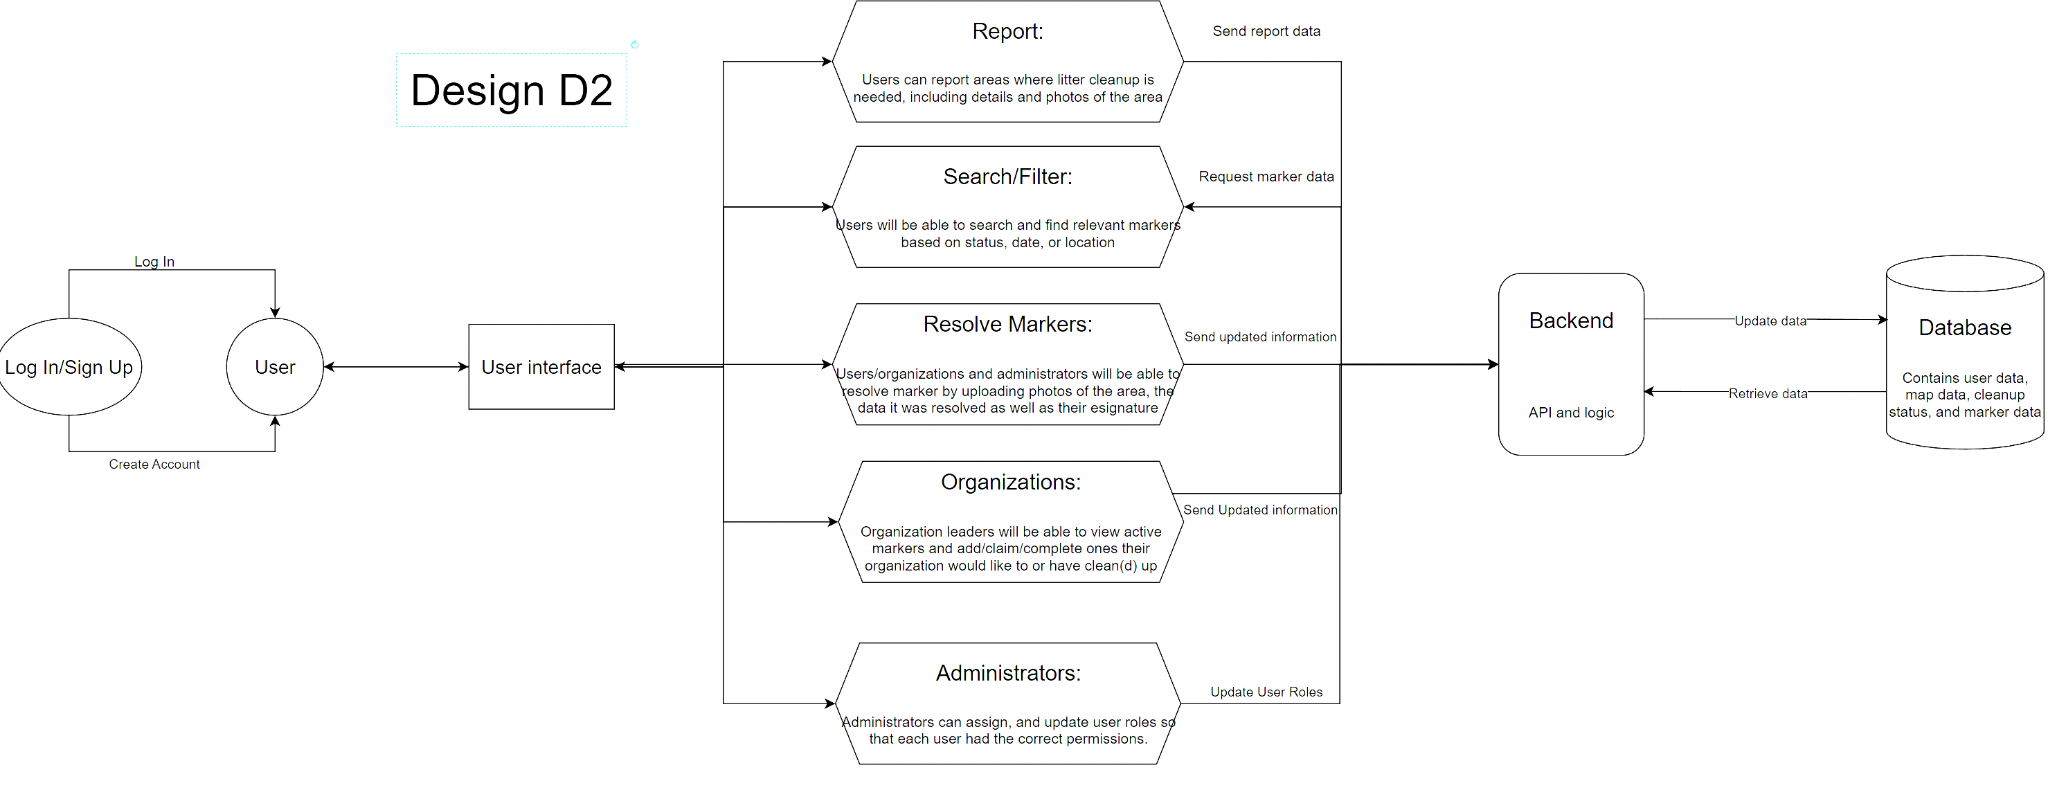 Design D2
Log In
Log In/Sign Up
Create Account
User
User interface
Report:
Users can report areas where litter cleanup is
needed, including details and photos of the area
Send report data
Search/Filter:
Users will be able to search and find relevant markers
based on status, date, or location
Request marker data
Resolve Markers:
Users/organizations and administrators will be able to
resolve marker by uploading photos of the area, the
data it was resolved as well as their esignature
Send updated information
Organizations:
Organization leaders will be able to view active
markers and add/claim/complete ones their
organization would like to or have clean(d) up
Send Updated information
Administrators:
Administrators can assign, and update user roles so
that each user had the correct permissions.
Update User Roles
Backend
API and logic
Update data
Retrieve data
Database
Contains user data,
map data, cleanup
status, and marker data